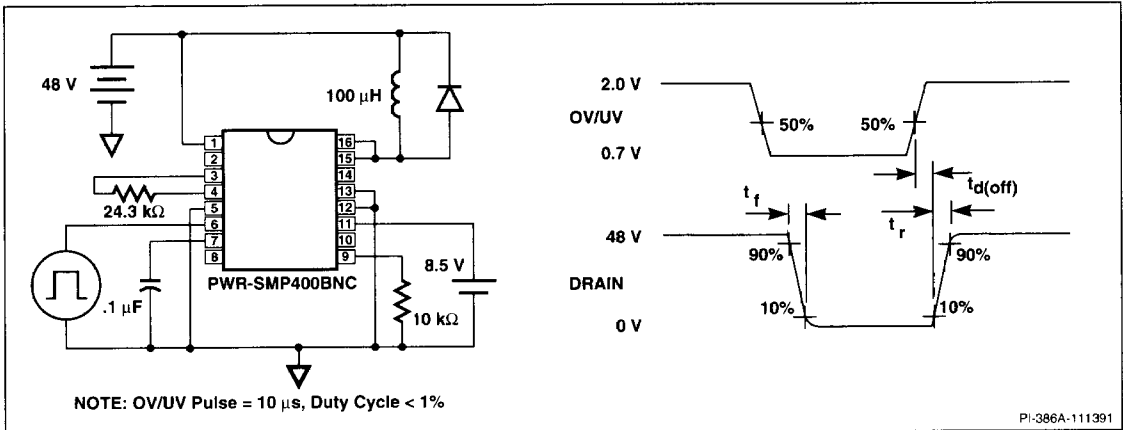 48 V
100 μH
1
2
3
4
5
6
7
8
16
15
14
13
12
11
10
9
24.3 kΩ
.1 μF
PWR-SMP400BNC
8.5 V
10 kΩ
NOTE: OV/UV Pulse = 10 μs, Duty Cycle < 1%
2.0 V
OV/UV
50%
50%
0.7 V
t f
t d(off)
t r
48 V
90%
90%
DRAIN
10%
10%
0 V
PI-386A-111391